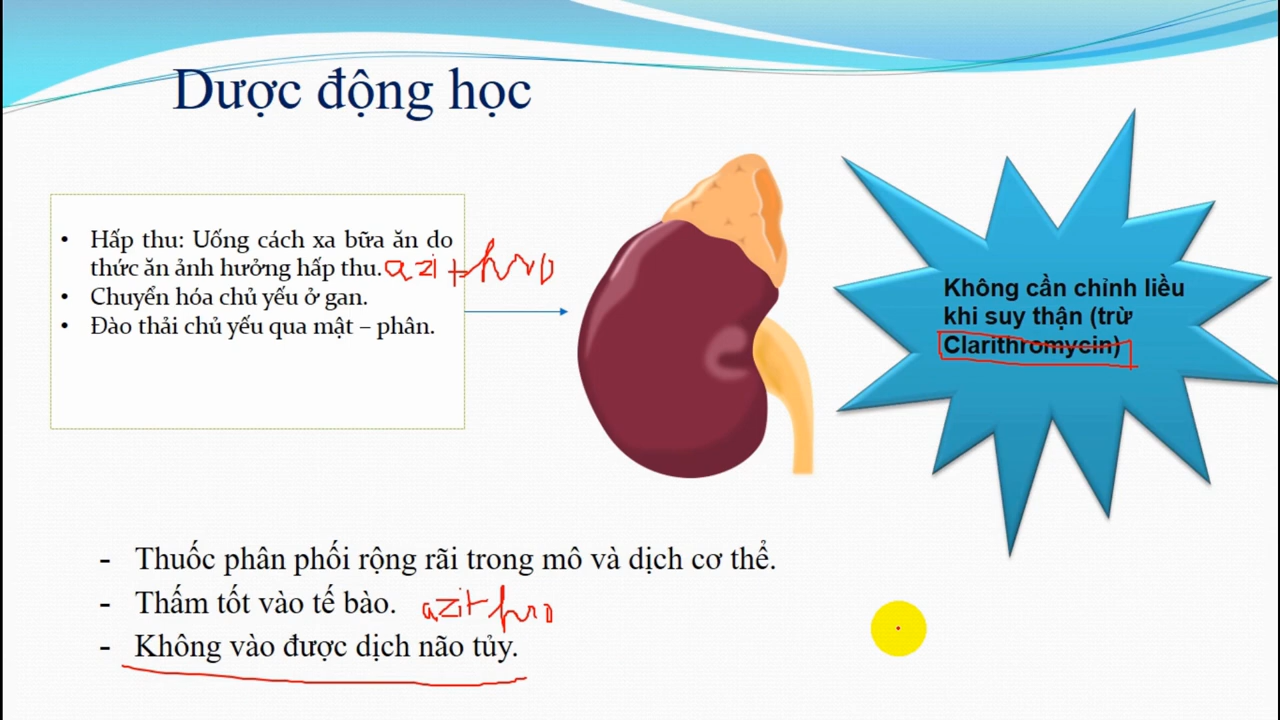 Dược động học
• Hấp thu: Uống cách xa bữa ăn do
thức ăn ảnh hưởng hấp thu. azithro
• Chuyển hóa chủ yếu ở gan.
• Đào thải chủ yếu qua mật – phân.
Không cần chỉnh liều
khi suy thận (trừ
Clarithromycin)
- Thuốc phân phối rộng rãi trong mô và dịch cơ thể.
- Thấm tốt vào tế bào. azithro
- Không vào được dịch não tủy.